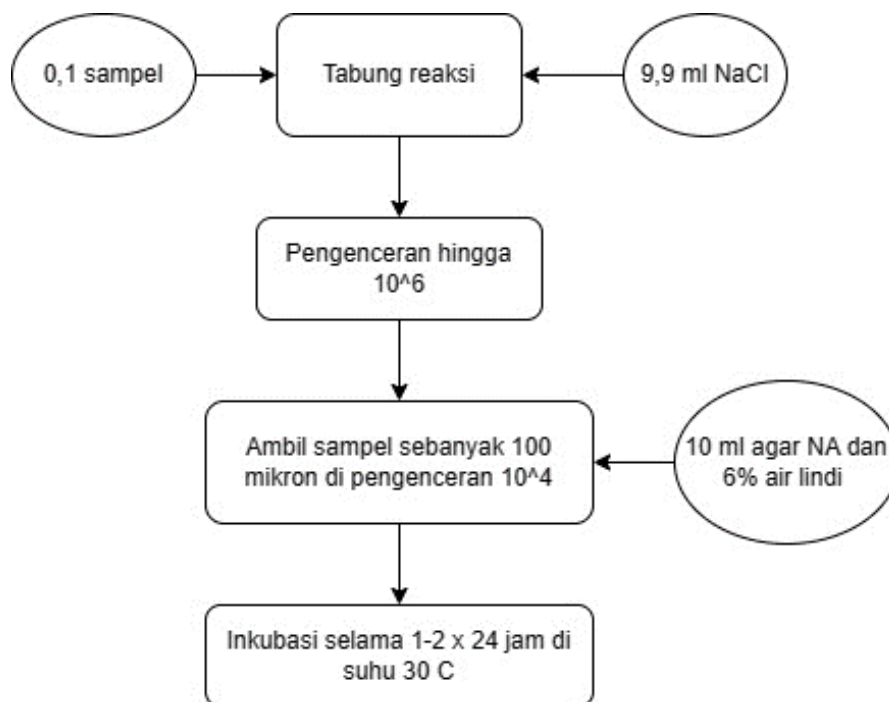 0,1 sampel
Tabung reaksi
9,9 ml NaCl
Pengenceran hingga
10^6
Ambil sampel sebanyak 100
mikron di pengenceran 10^4
10 ml agar NA dan
6% air lindi
Inkubasi selama 1-2 x 24 jam di
suhu 30 C